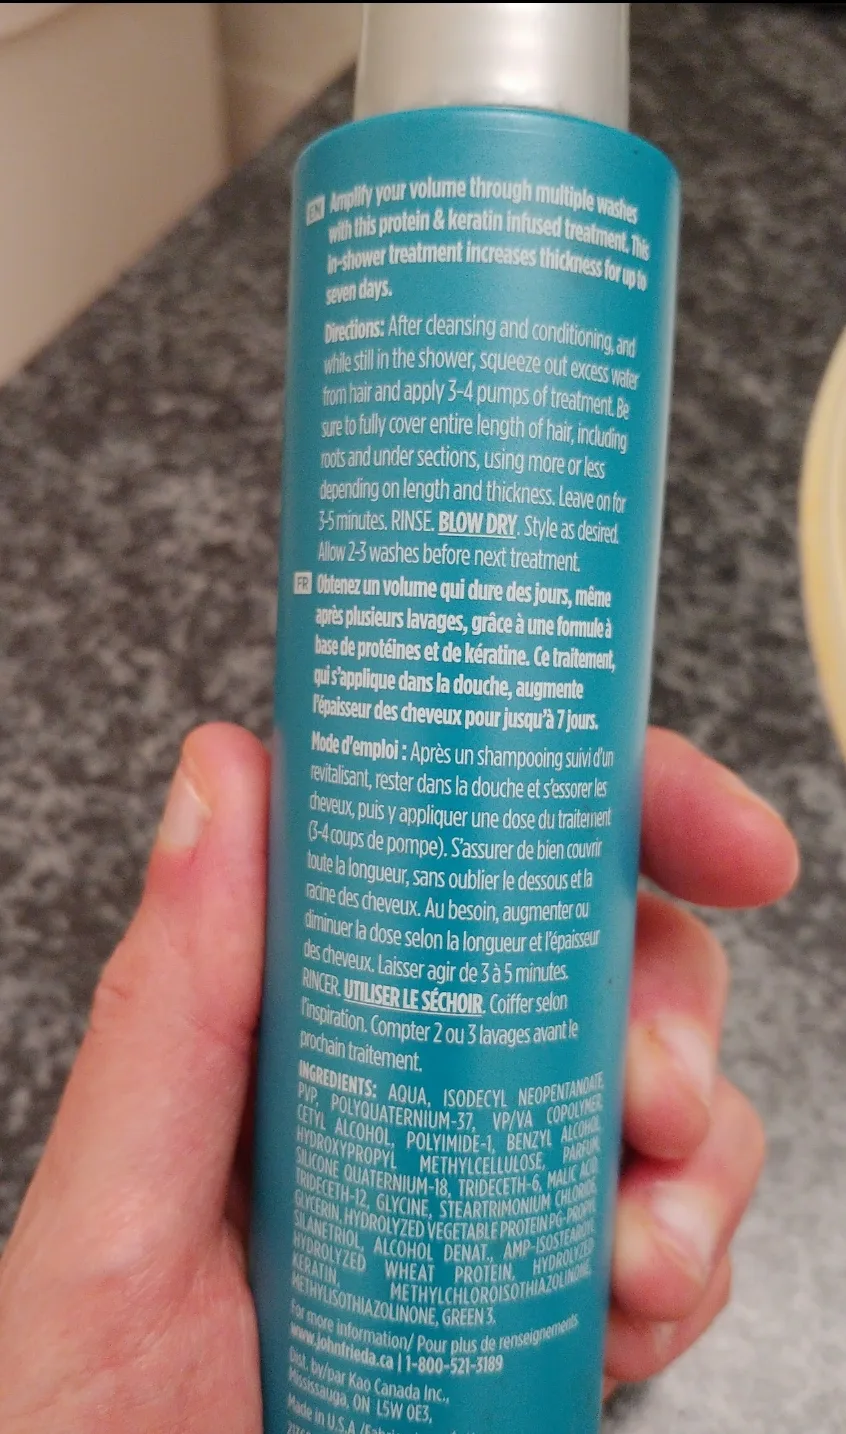 EN Amplify your volume through multiple washes
with this protein & keratin infused treatment. This
in-shower treatment increases thickness for up to
seven days.
Directions: After cleansing and conditioning, and
while still in the shower, squeeze out excess water
from hair and apply 3-4 pumps of treatment. Be
sure to fully cover entire length of hair, including
roots and under sections, using more or less
depending on length and thickness. Leave on for
3-5 minutes. RINSE. BLOW DRY. Style as desired.
Allow 2-3 washes before next treatment.
FR Obtenez un volume qui dure des jours, même
après plusieurs lavages, grâce à une formule à
base de protéines et de kératine. Ce traitement,
qui s'applique dans la douche, augmente
l'épaisseur des cheveux pour jusqu'à 7 jours.
Mode d'emploi : Après un shampooing suivi d'un
revitalisant, rester dans la douche et s'essorer les
cheveux, puis y appliquer une dose du traitement
(3-4 coups de pompe). S'assurer de bien couvrir
toute la longueur, sans oublier le dessous et la
racine des cheveux. Au besoin, augmenter ou
diminuer la dose selon la longueur et l'épaisseur
des cheveux. Laisser agir de 3 à 5 minutes.
RINCER. UTILISER LE SÉCHOIR. Coiffer selon
l'inspiration. Compter 2 ou 3 lavages avant le
prochain traitement.
INGREDIENTS: AQUA, ISODECYL NEOPENTANOATE,
PVP, POLYQUATERNIUM-37, VP/VA COPOLYMER,
CETYL ALCOHOL, POLYIMIDE-1, BENZYL ALCOHOL,
HYDROXYPROPYL METHYLCELLULOSE, PARFUM,
SILICONE QUATERNIUM-18, TRIDECETH-6, MALIC ACID,
TRIDECETH-12, GLYCINE, STEARTRIMONIUM CHLORIDE,
GLYCERIN, HYDROLYZED VEGETABLE PROTEIN PG-PROPYL
SILANETRIOL, ALCOHOL DENAT., AMP-ISOSTEAROYL
HYDROLYZED WHEAT PROTEIN, HYDROLYZED
KERATIN, METHYLCHLOROISOTHIAZOLINONE,
METHYLISOTHIAZOLINONE, GREEN 3.
For more information/ Pour plus de renseignements
www.johnfrieda.ca | 1-800-521-3189
Dist. by/par Kao Canada Inc.,
Mississauga, ON L5W 0E3,
Made in U.S.A